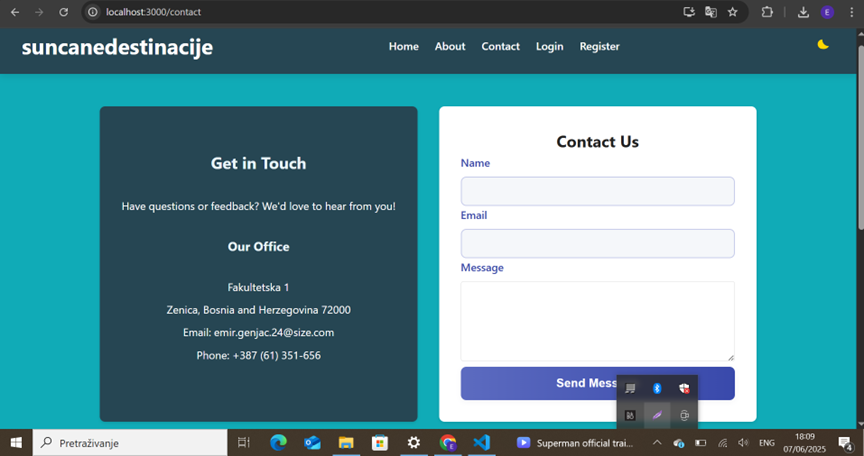 localhost:3000/contact
E
suncanedestinacije
Home About Contact Login Register
Get in Touch
Have questions or feedback? We'd love to hear from you!
Our Office
Fakultetska 1
Zenica, Bosnia and Herzegovina 72000
Email: emir.genjac.24@size.com
Phone: +387 (61) 351-656
Contact Us
Name
Email
Message
Send Mess
Pretraživanje
Superman official trai...
ENG
18:09
07/06/2025
4